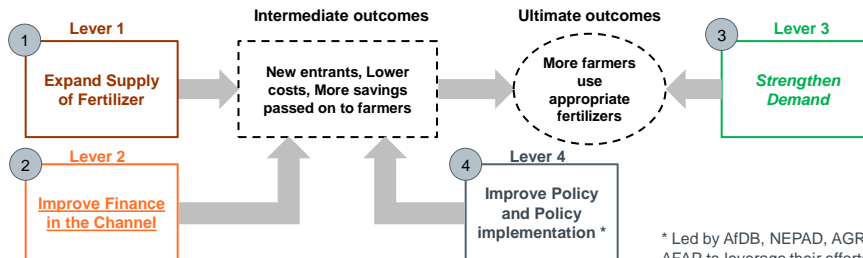 Intermediate outcomes
Ultimate outcomes
1
Lever 1
Expand Supply
of Fertilizer
New entrants, Lower
costs, More savings
passed on to farmers
More farmers
use
appropriate
fertilizers
3
Lever 3
Strengthen
Demand
2
Lever 2
Improve Finance
in the Channel
4
Lever 4
Improve Policy
and Policy
implementation *
* Led by AfDB, NEPAD, AGR